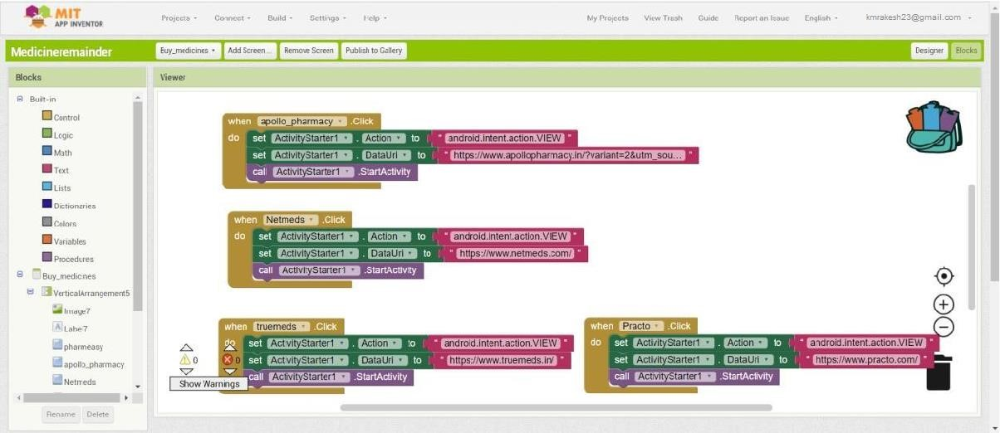 MIT
APP INVENTOR
Projects Connect Build Settings Help My Projects View Trash Guide Report an Issue English kmrakesh23@gmail.com
Medicineremainder Buy_medicines Add Screen... Remove Screen Publish to Gallery Designer Blocks
Blocks Viewer
Built-in
Control
Logic
Math
Text
Lists
Dictionaries
Colors
Variables
Procedures
Buy_medicines
VerticalArrangement5
Image7
Label7
pharmeasy
apollo_pharmacy
Netmeds
Rename Delete
when apollo_pharmacy .Click
do set ActivityStarter1 . Action to " android.intent.action.VIEW "
set ActivityStarter1 . DataUri to " https://www.apollopharmacy.in/?variant=2&utm_sou... "
call ActivityStarter1 .StartActivity
when Netmeds .Click
do set ActivityStarter1 . Action to " android.intent.action.VIEW "
set ActivityStarter1 . DataUri to " https://www.netmeds.com/ "
call ActivityStarter1 .StartActivity
when truemeds .Click
do set ActivityStarter1 . Action to " android.intent.action.VIEW "
set ActivityStarter1 . DataUri to " https://www.truemeds.in/ "
call ActivityStarter1 .StartActivity
0 0
Show Warnings
when Practo .Click
do set ActivityStarter1 . Action to " android.intent.action.VIEW "
set ActivityStarter1 . DataUri to " https://www.practo.com/ "
call ActivityStarter1 .StartActivity